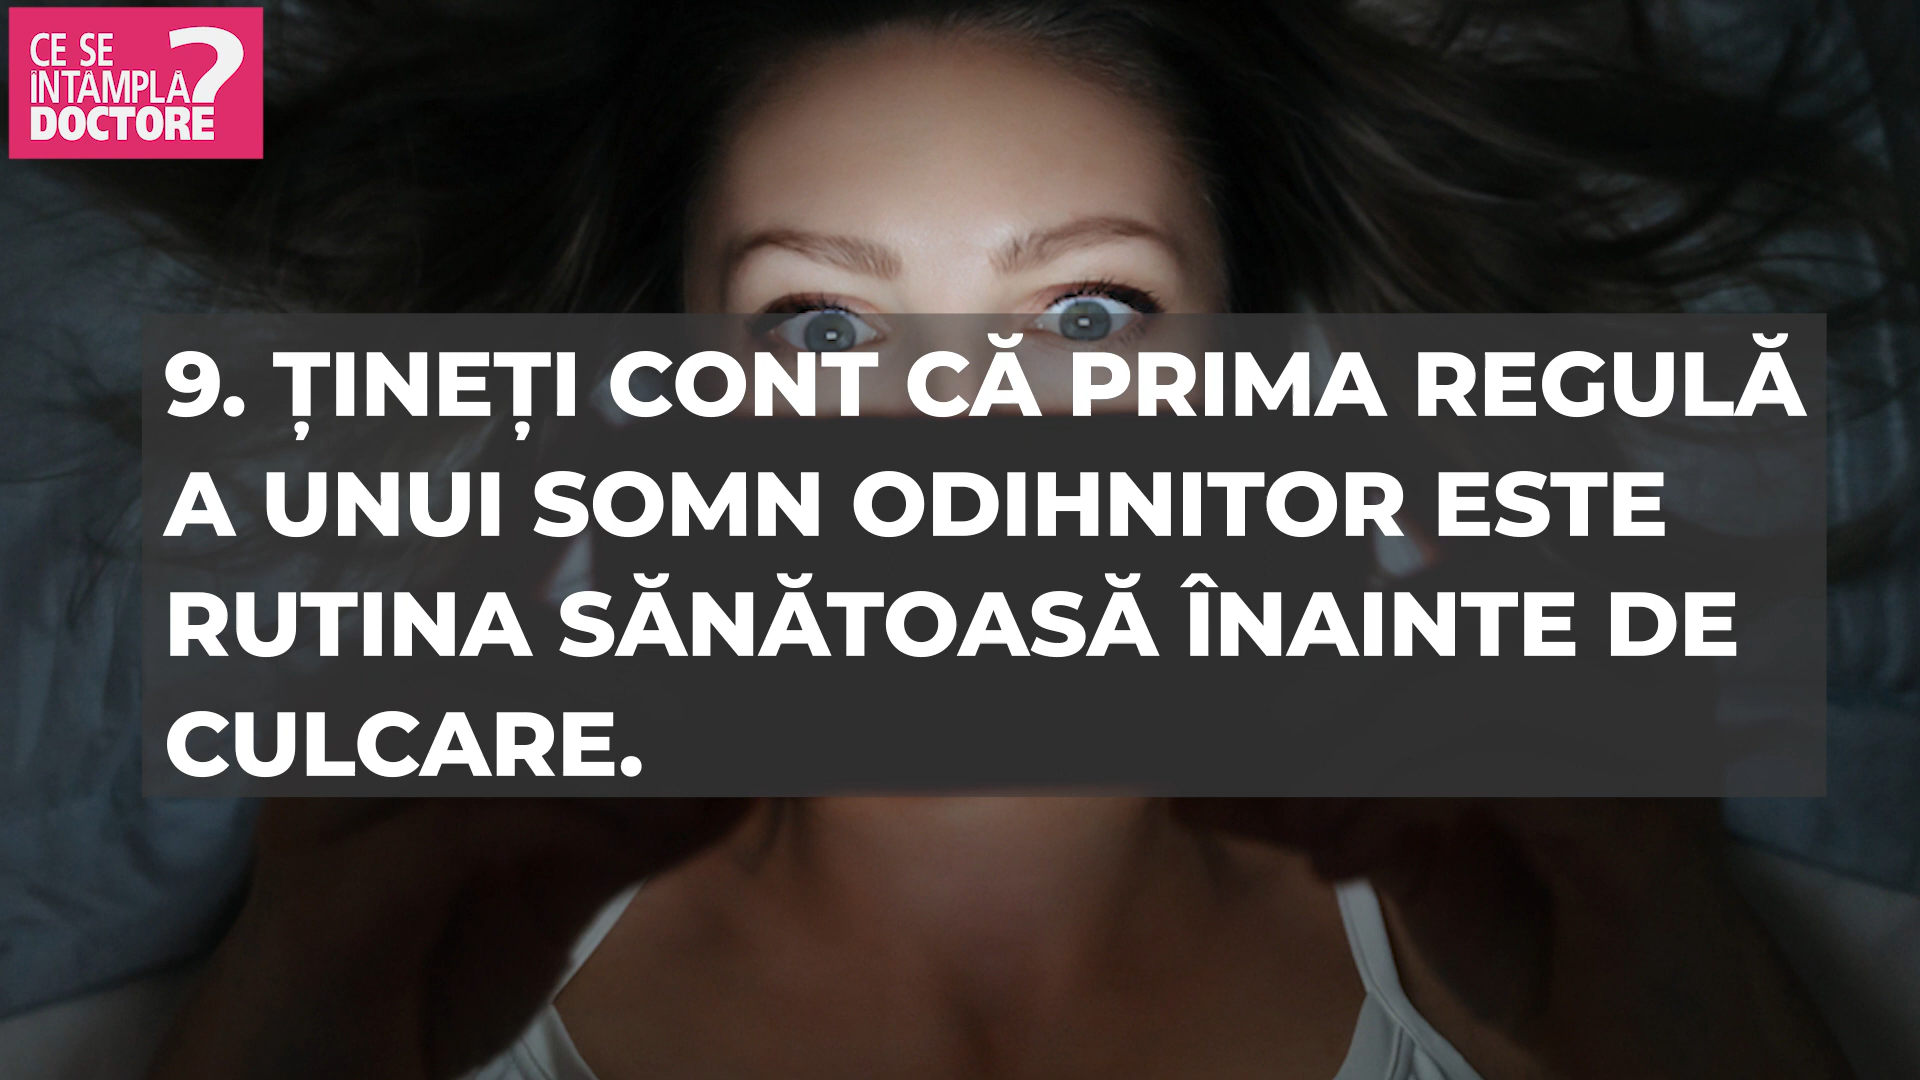 CE SE
ÎNTÂMPLĂ?
DOCTORE
9. ȚINEȚI CONT CĂ PRIMA REGULĂ
A UNUI SOMN ODIHNITOR ESTE
RUTINA SĂNĂTOASĂ ÎNAINTE DE
CULCARE.